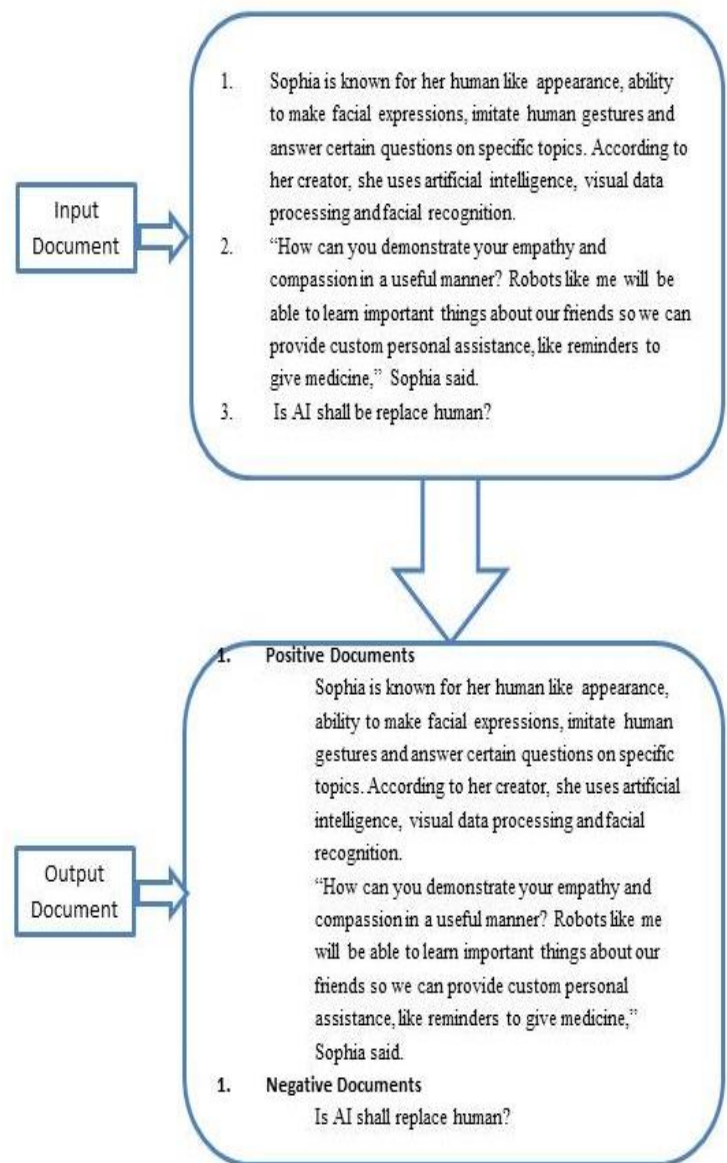 Input
Document
1. Sophia is known for her human like appearance, ability
to make facial expressions, imitate human gestures and
answer certain questions on specific topics. According to
her creator, she uses artificial intelligence, visual data
processing and facial recognition.
2. “How can you demonstrate your empathy and
compassion in a useful manner? Robots like me will be
able to learn important things about our friends so we can
provide custom personal assistance, like reminders to
give medicine,” Sophia said.
3. Is AI shall be replace human?
Output
Document
1. Positive Documents
Sophia is known for her human like appearance,
ability to make facial expressions, imitate human
gestures and answer certain questions on specific
topics. According to her creator, she uses artificial
intelligence, visual data processing and facial
recognition.
“How can you demonstrate your empathy and
compassion in a useful manner? Robots like me
will be able to learn important things about our
friends so we can provide custom personal
assistance, like reminders to give medicine,”
Sophia said.
1. Negative Documents
Is AI shall replace human?